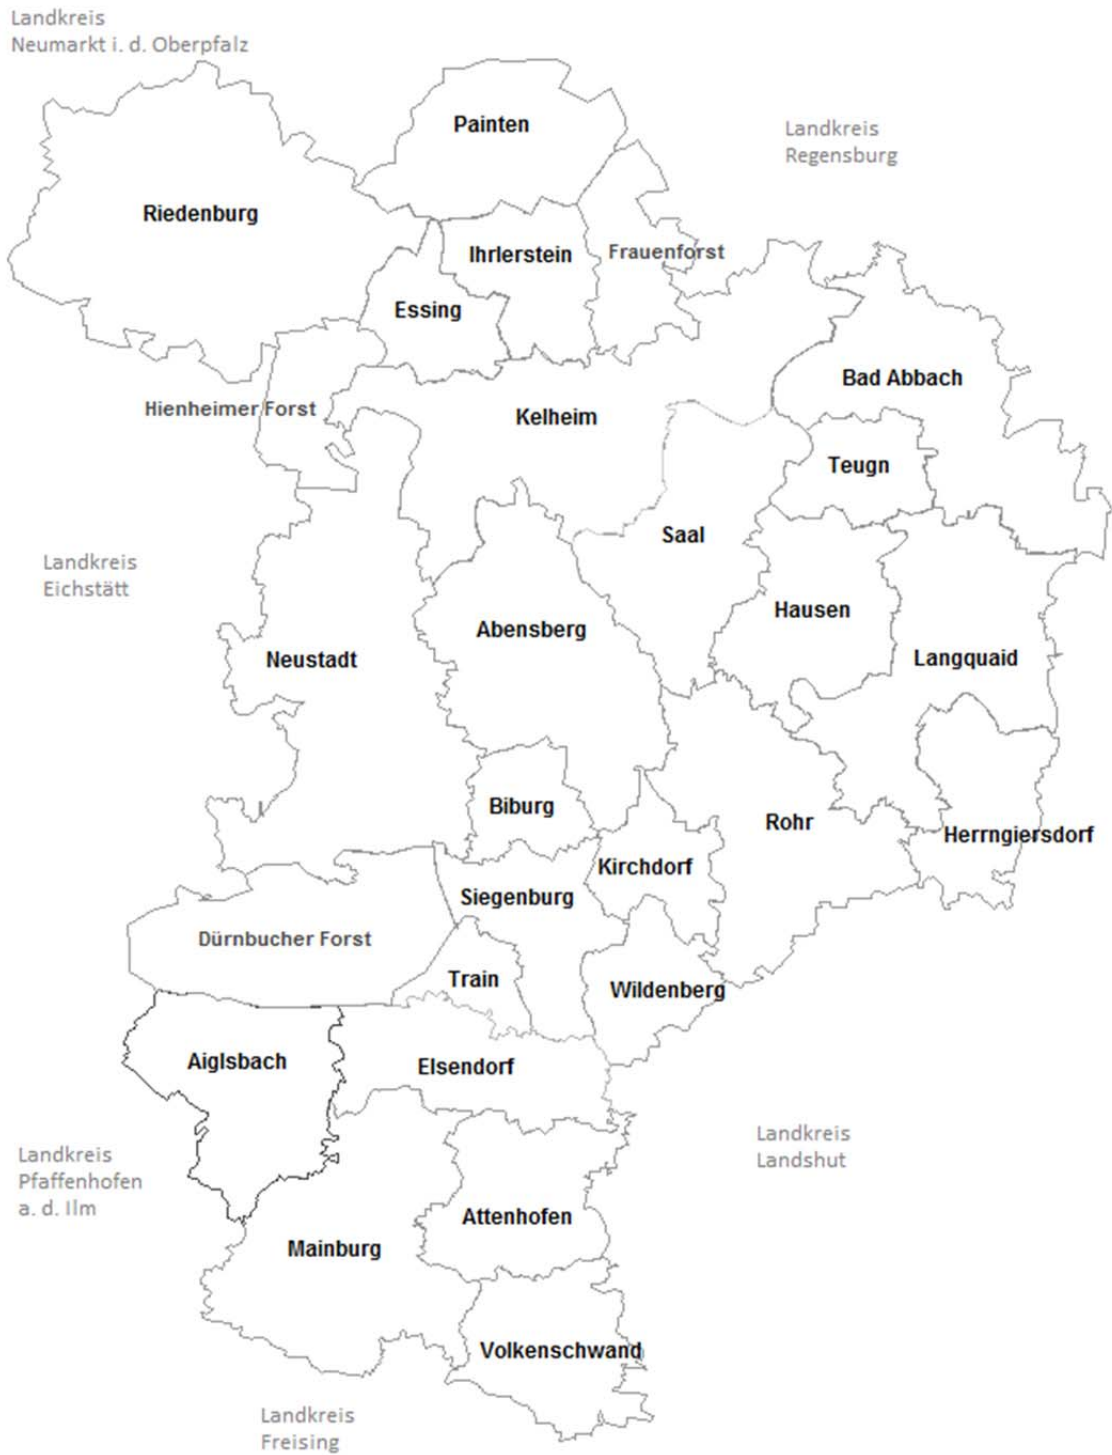 Landkreis
Neumarkt i. d. Oberpfalz
Painten
Landkreis
Regensburg
Riedenburg
Ihrlerstein
Frauenforst
Essing
Bad Abbach
Hienheimer Forst
Kelheim
Teugn
Saal
Landkreis
Eichstätt
Hausen
Abensberg
Neustadt
Langquaid
Biburg
Rohr
Herrngiersdorf
Kirchdorf
Siegenburg
Dürnbucher Forst
Train
Wildenberg
Aiglsbach
Elsendorf
Landkreis
Landshut
Landkreis
Pfaffenhofen
a. d. Ilm
Attenhofen
Mainburg
Volkenschwand
Landkreis
Freising